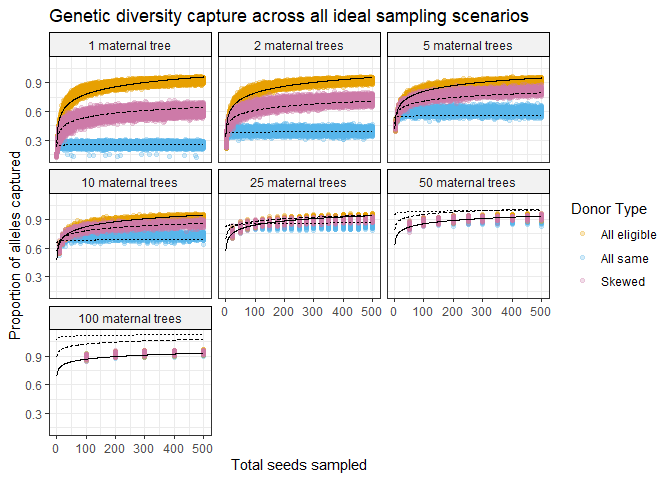 Genetic diversity capture across all ideal sampling scenarios
1 maternal tree
2 maternal trees
5 maternal trees
0.9
0.6
0.3
10 maternal trees
25 maternal trees
50 maternal trees
0.9
0.6
0.3
0 100 200 300 400 500
0 100 200 300 400 500
100 maternal trees
0.9
0.6
0.3
0 100 200 300 400 500
Total seeds sampled
Proportion of alleles captured
Donor Type
All eligible
All same
Skewed